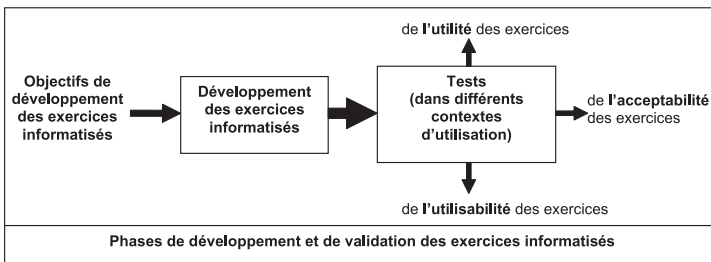 de l'utilité des exercices
Objectifs de
développement
des exercices
informatisés
Développement
des exercices
informatisés
Tests
(dans différents
contextes
d'utilisation)
de l'acceptabilité
des exercices
de l'utilisabilité des exercices
Phases de développement et de validation des exercices informatisés